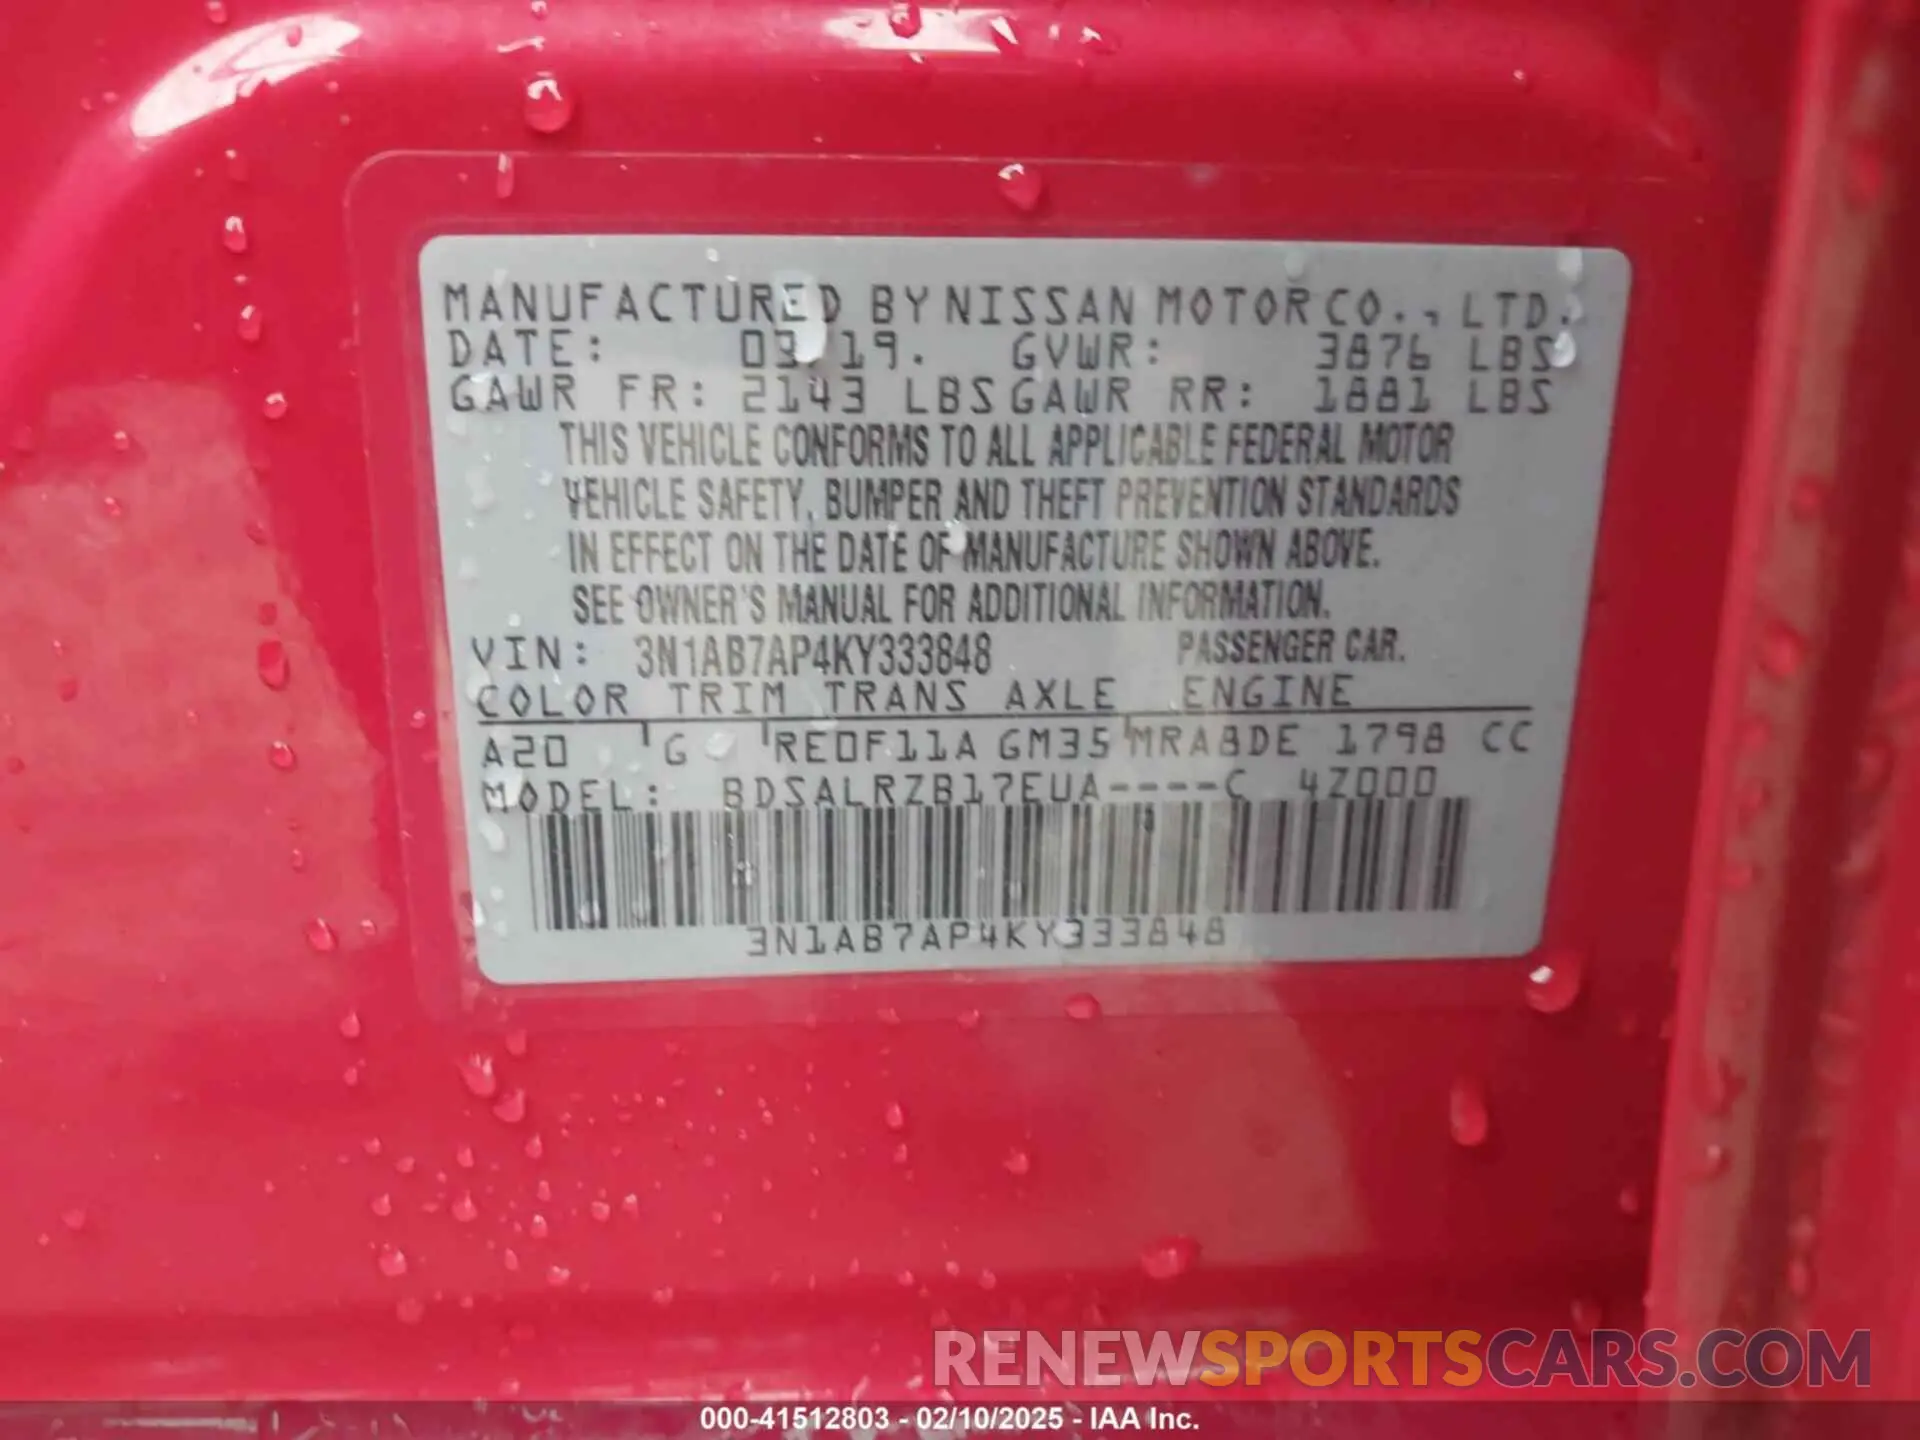 MANUFACTURED BY NISSAN MOTOR CO., LTD.
DATE: 03/19. GVWR: 3876 LBS
GAWR FR: 2143 LBS GAWR RR: 1881 LBS
THIS VEHICLE CONFORMS TO ALL APPLICABLE FEDERAL MOTOR
VEHICLE SAFETY, BUMPER AND THEFT PREVENTION STANDARDS
IN EFFECT ON THE DATE OF MANUFACTURE SHOWN ABOVE.
SEE OWNER'S MANUAL FOR ADDITIONAL INFORMATION.
VIN: 3N1AB7AP4KY333848 PASSENGER CAR.
COLOR TRIM TRANS AXLE ENGINE
A20 G RE0F11A GM35 MRA8DE 1798 CC
MODEL: BDSALRZB17EUA----C 4Z000
3N1AB7AP4KY333848
RENEWSPORTSCARS.COM
000-41512803 - 02/10/2025 - IAA Inc.